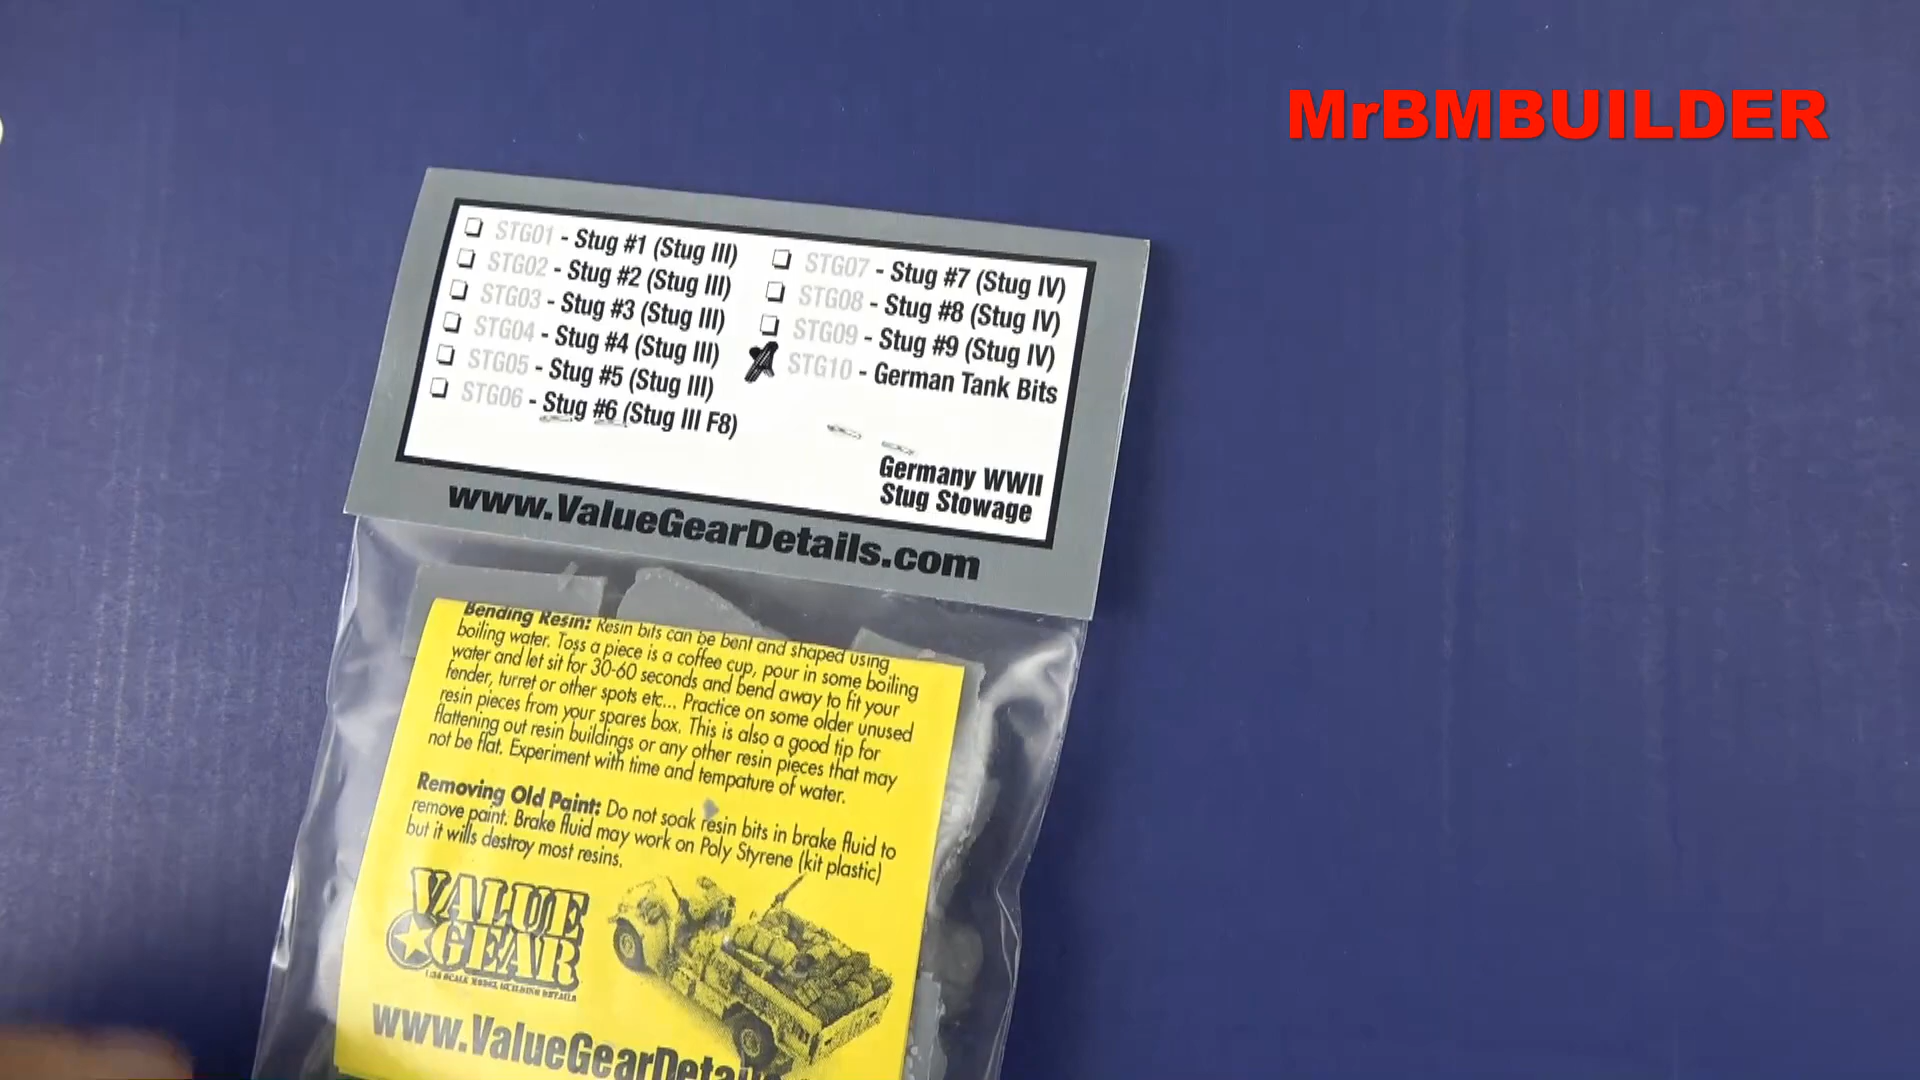 MrBMBUILDER
STG01 - Stug #1 (Stug III)
STG02 - Stug #2 (Stug III)
STG03 - Stug #3 (Stug III)
STG04 - Stug #4 (Stug III)
STG05 - Stug #5 (Stug III)
STG06 - Stug #6 (Stug III F8)
STG07 - Stug #7 (Stug IV)
STG08 - Stug #8 (Stug IV)
STG09 - Stug #9 (Stug IV)
STG10 - German Tank Bits
Germany WWII
Stug Stowage
www.ValueGearDetails.com
Bending Resin: Resin bits can be bent and shaped using
boiling water. Toss a piece is a coffee cup, pour in some boiling
water and let sit for 30-60 seconds and bend away to fit your
fender, turret or other spots etc... Practice on some older unused
resin pieces from your spares box. This is also a good tip for
flattening out resin buildings or any other resin pieces that may
not be flat. Experiment with time and tempature of water.
Removing Old Paint: Do not soak resin bits in brake fluid to
remove paint. Brake fluid may work on Poly Styrene (kit plastic)
but it wills destroy most resins.
VALUE
GEAR
1:35 SCALE MODEL BUILDING DETAILS
www.ValueGearDetai